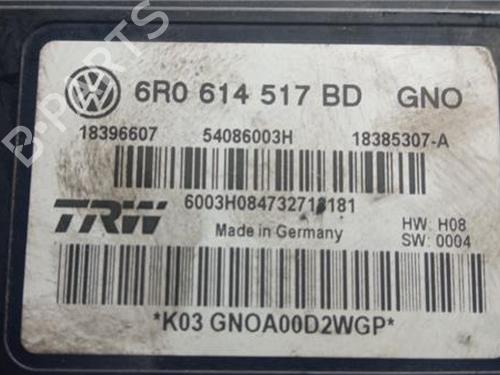 B-PARTS
6R0 614 517 BD GNO
18396607 54086003H 18385307-A
6003H084732718181
TRW
Made in Germany
HW: H08
SW: 0004
*K03 GNOA00D2WGP*